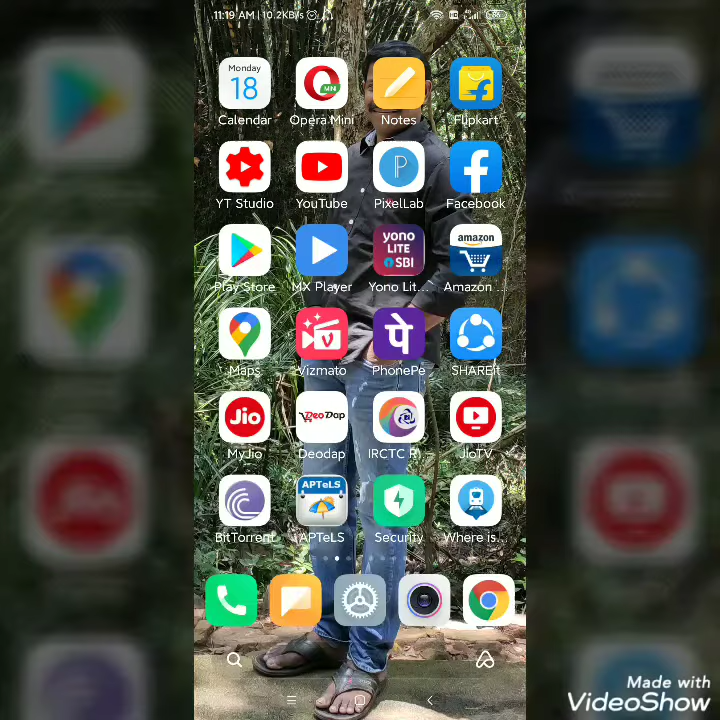 11:19 AM | 10.2KB/s
Monday
18
MINI
Calendar Opera Mini Notes Flipkart
YT Studio YouTube PixelLab Facebook
yono
LITE
SBI
amazon
Play Store MX Player Yono Lit... Amazon ...
Maps Vizmato PhonePe SHAREit
Jio
DeoDap
MyJio Deodap IRCTC R JioTV
APTeLS
BitTorrent APTeLS Security Where is...
Made with
VideoShow